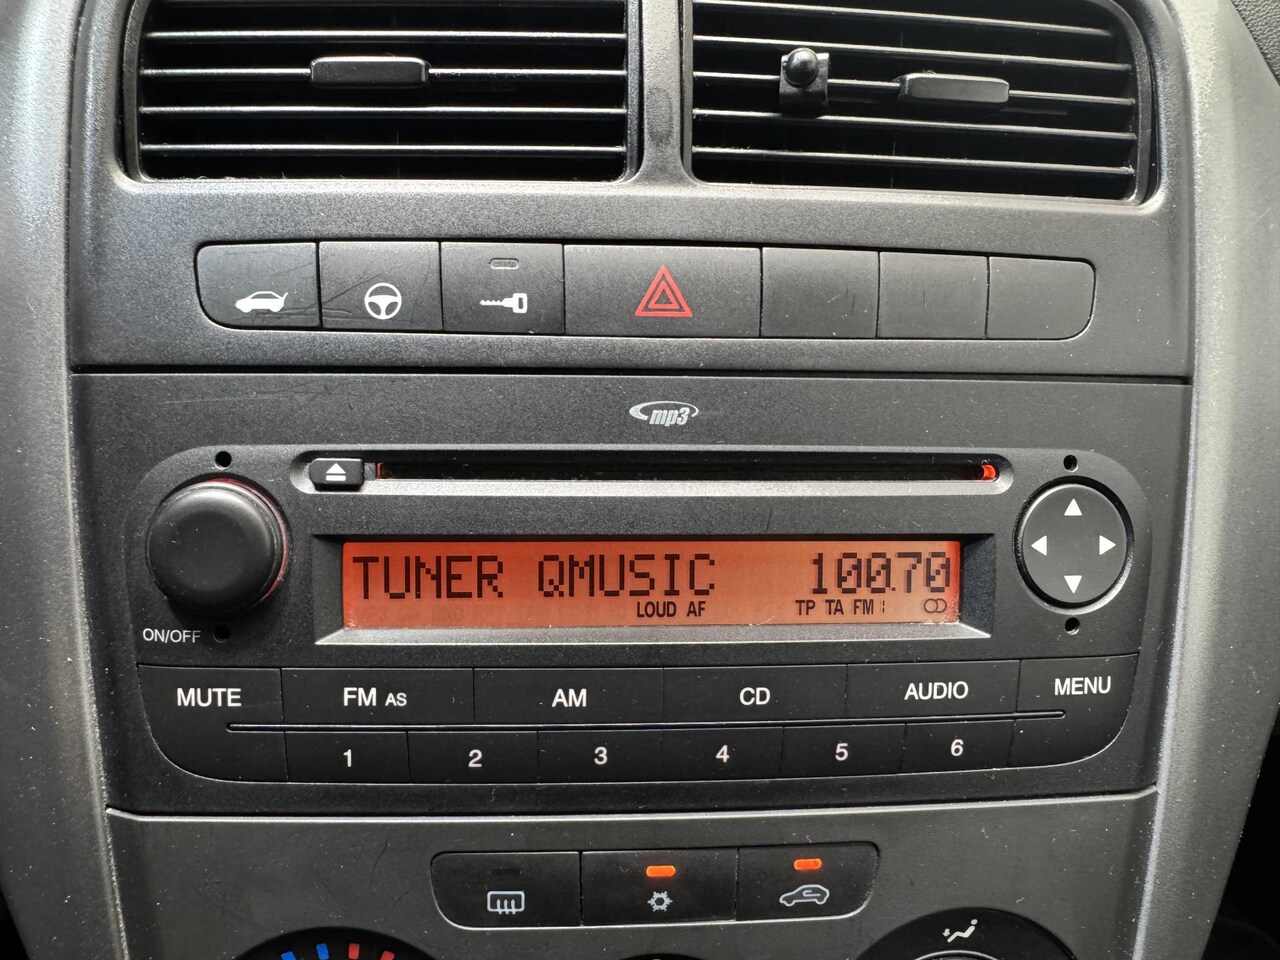 mp3
TUNER QMUSIC 100.70
LOUD AF TP TA FM1
ON/OFF
MUTE FM AS AM CD AUDIO MENU
1 2 3 4 5 6